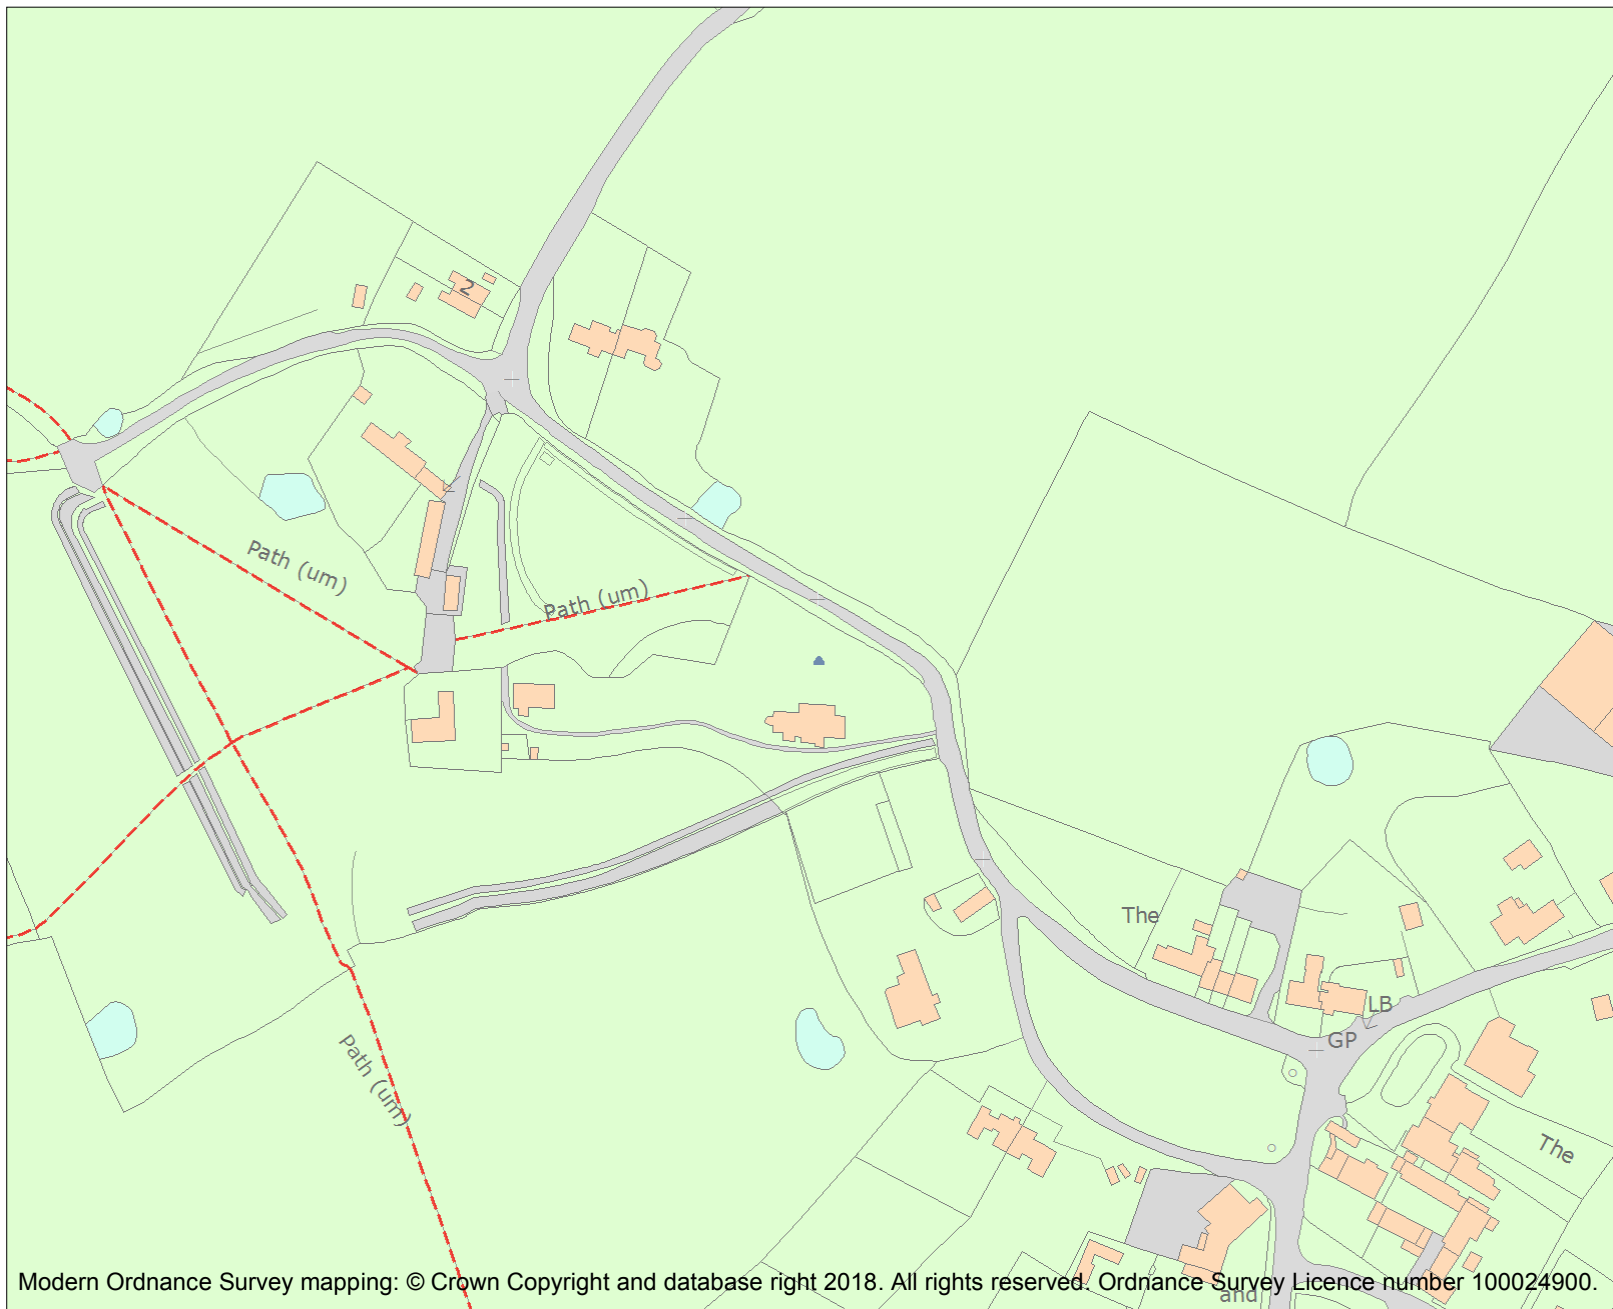 2
Path (um)
Path (um)
The
LB
GP
Path (um)
The
and
Modern Ordnance Survey mapping: © Crown Copyright and database right 2018. All rights reserved. Ordnance Survey Licence number 100024900.